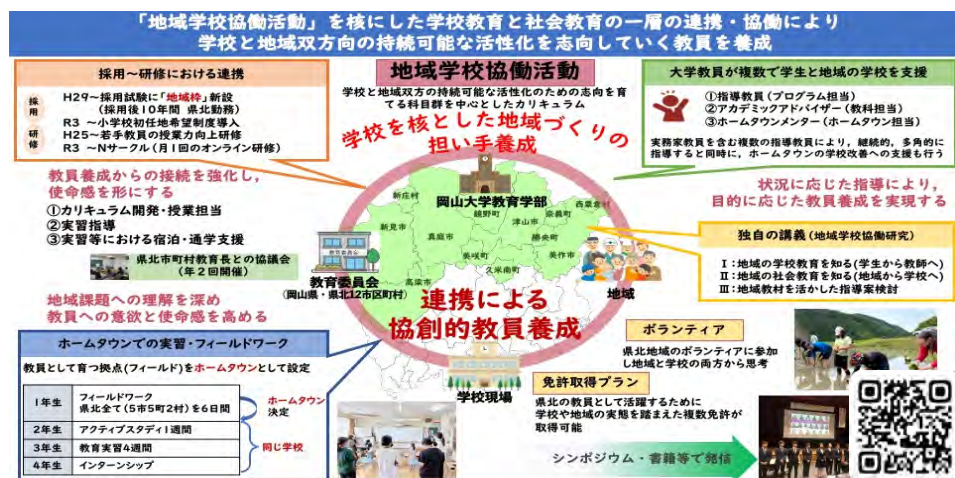 「地域学校協働活動」を核にした学校教育と社会教育の一層の連携・協働により
学校と地域双方向の持続可能な活性化を志向していく教員を養成
採用～研修における連携
採用
H29～採用試験に「地域枠」新設
(採用後10年間 県北勤務)
R3 ～小学校初任地希望制度導入
研修
H25～若手教員の授業力向上研修
R3 ～Nサークル(月1回のオンライン研修)
教員養成からの接続を強化し,
使命感を形にする
①カリキュラム開発・授業担当
②実習指導
③実習等における宿泊・通学支援
県北市町村教育長との協議会
(年2回開催)
地域課題への理解を深め
教員への意欲と使命感を高める
ホームタウンでの実習・フィールドワーク
教員として育つ拠点(フィールド)をホームタウンとして設定
1年生
フィールドワーク
県北全て(5市5町2村)を6日間
2年生
アクティブスタディ1週間
3年生
教育実習4週間
4年生
インターンシップ
ホームタウン
決定
同じ学校
地域学校協働活動
学校と地域双方の持続可能な活性化のための志向を育
てる科目群を中心としたカリキュラム
学校を核とした地域づくりの
担い手養成
岡山大学教育学部
新庄村
鏡野町
奈義町
西粟倉村
津山市
新見市
真庭市
勝央町
美咲町
美作市
久米南町
高梁市
教育委員会
教育委員会
(岡山県・県北12市区町村)
地域
連携による
協創的教員養成
学校現場
大学教員が複数で学生と地域の学校を支援
①指導教員(プログラム担当)
②アカデミックアドバイザー(教科担当)
③ホームタウンメンター(ホームタウン担当)
実務家教員を含む複数の指導教員により,継続的,多角的に
指導すると同時に,ホームタウンの学校改善への支援も行う
状況に応じた指導により,
目的に応じた教員養成を実現する
独自の講義(地域学校協働研究)
Ⅰ:地域の学校教育を知る(学生から教師へ)
Ⅱ:地域の社会教育を知る(地域から学校へ)
Ⅲ:地域教材を活かした指導案検討
ボランティア
県北地域のボランティアに参加
し地域と学校の両方から思考
免許取得プラン
県北の教員として活躍するために
学校や地域の実態を踏まえた複数免許が
取得可能
シンポジウム・書籍等で発信